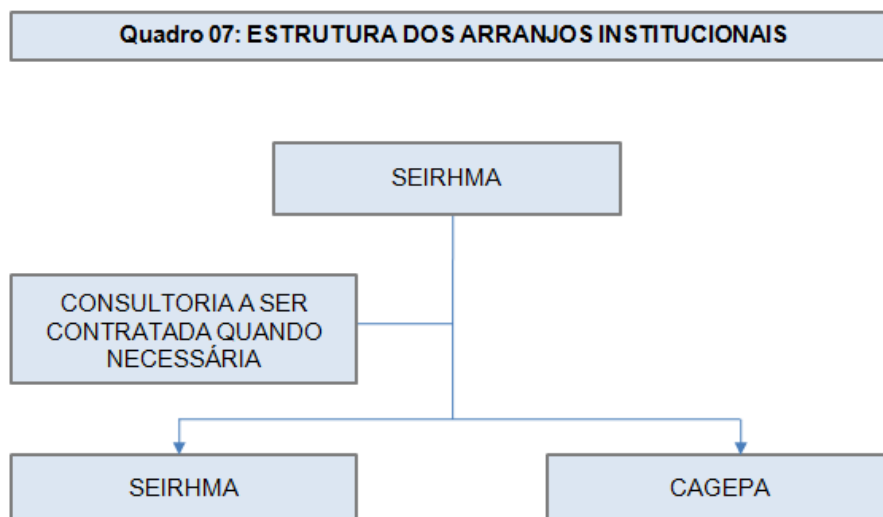 Quadro 07: ESTRUTURA DOS ARRANJOS INSTITUCIONAIS
SEIRHMA
CONSULTORIA A SER
CONTRATADA QUANDO
NECESSÁRIA
SEIRHMA
CAGEPA